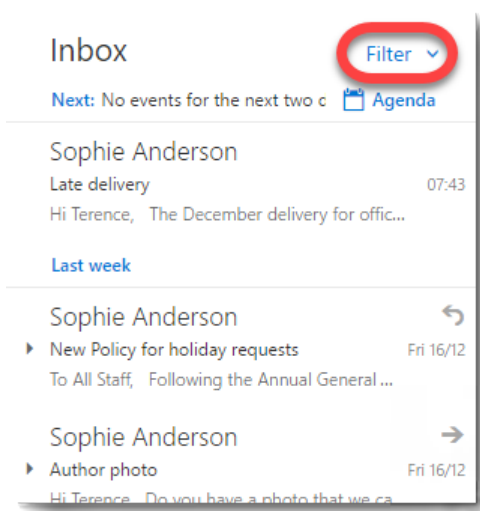 Inbox
Filter
Next: No events for the next two
Agenda
Sophie Anderson
Late delivery 07:43
Hi Terence, The December delivery for offic...
Last week
Sophie Anderson
New Policy for holiday requests Fri 16/12
To All Staff, Following the Annual General ...
Sophie Anderson
Author photo Fri 16/12
Hi Terence Do you have a photo that we ca